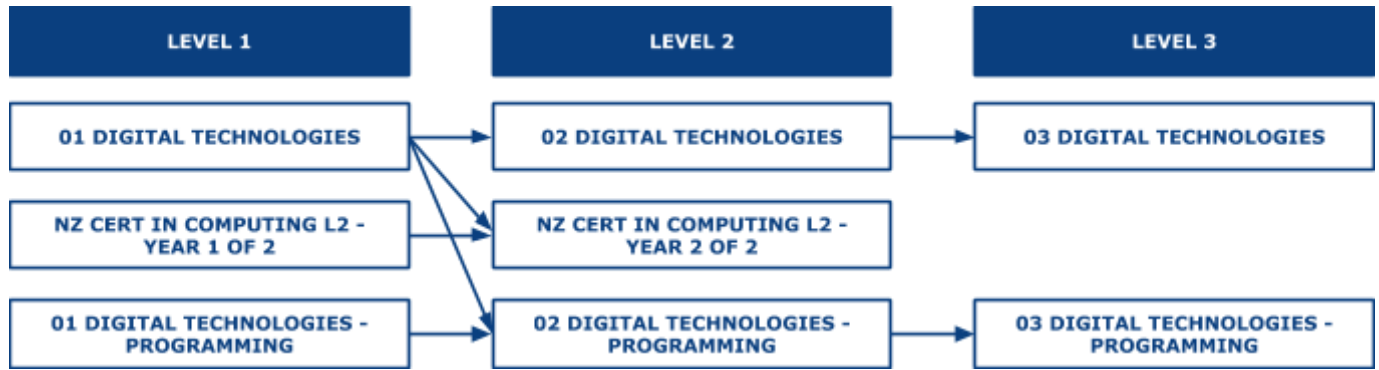 LEVEL 1
LEVEL 2
LEVEL 3
01 DIGITAL TECHNOLOGIES
02 DIGITAL TECHNOLOGIES
03 DIGITAL TECHNOLOGIES
NZ CERT IN COMPUTING L2 -
YEAR 1 OF 2
NZ CERT IN COMPUTING L2 -
YEAR 2 OF 2
01 DIGITAL TECHNOLOGIES -
PROGRAMMING
02 DIGITAL TECHNOLOGIES -
PROGRAMMING
03 DIGITAL TECHNOLOGIES -
PROGRAMMING